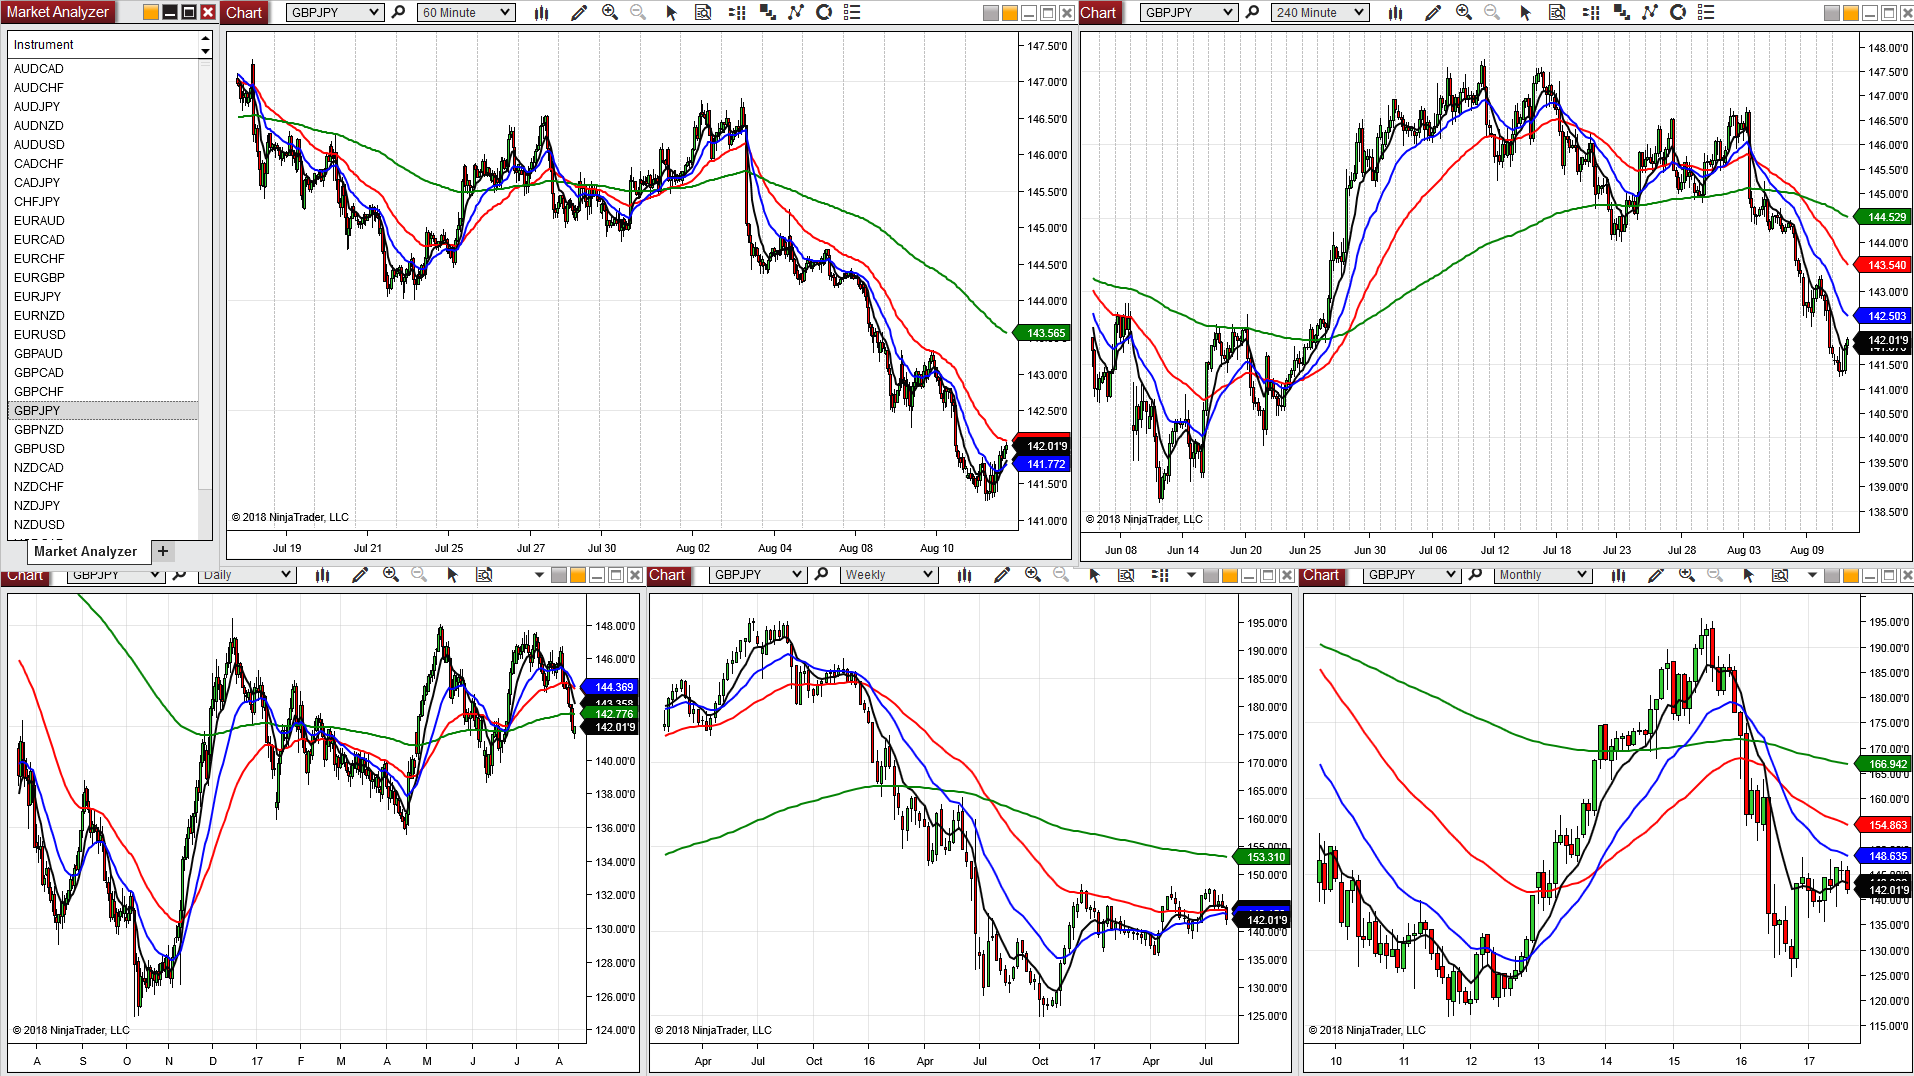 Market Analyzer
Instrument
AUDCAD
AUDCHF
AUDJPY
AUDNZD
AUDUSD
CADCHF
CADJPY
CHFJPY
EURAUD
EURCAD
EURCHF
EURGBP
EURJPY
EURNZD
EURUSD
GBPAUD
GBPCAD
GBPCHF
GBPJPY
GBPNZD
GBPUSD
NZDCAD
NZDCHF
NZDJPY
NZDUSD
Market Analyzer +
Chart GBPJPY 60 Minute
147.50'0
147.00'0
146.50'0
146.00'0
145.50'0
145.00'0
144.50'0
144.00'0
143.565
143.00'0
142.50'0
142.01'9
141.772
141.50'0
141.00'0
© 2018 NinjaTrader, LLC
Jul 19 Jul 21 Jul 25 Jul 27 Jul 30 Aug 02 Aug 04 Aug 08 Aug 10
Chart GBPJPY 240 Minute
148.00'0
147.50'0
147.00'0
146.50'0
146.00'0
145.50'0
145.00'0
144.529
144.00'0
143.540
143.00'0
142.503
142.01'9
141.50'0
141.00'0
140.50'0
140.00'0
139.50'0
139.00'0
138.50'0
© 2018 NinjaTrader, LLC
Jun 08 Jun 14 Jun 20 Jun 25 Jun 30 Jul 06 Jul 12 Jul 18 Jul 23 Jul 28 Aug 03 Aug 09
Chart GBPJPY Daily
148.00'0
146.00'0
144.369
143.358
142.776
142.01'9
140.00'0
138.00'0
136.00'0
134.00'0
132.00'0
130.00'0
128.00'0
126.00'0
124.00'0
© 2018 NinjaTrader, LLC
A S O N D 17 F M A M J J A
Chart GBPJPY Weekly
195.00'0
190.00'0
185.00'0
180.00'0
175.00'0
170.00'0
165.00'0
160.00'0
155.00'0
153.310
150.00'0
142.01'9
140.00'0
135.00'0
130.00'0
125.00'0
© 2018 NinjaTrader, LLC
Apr Jul Oct 16 Apr Jul Oct 17 Apr Jul
Chart GBPJPY Monthly
195.00'0
190.00'0
185.00'0
180.00'0
175.00'0
170.00'0
166.942
165.00'0
160.00'0
154.863
148.635
142.01'9
135.00'0
130.00'0
125.00'0
120.00'0
115.00'0
© 2018 NinjaTrader, LLC
10 11 12 13 14 15 16 17